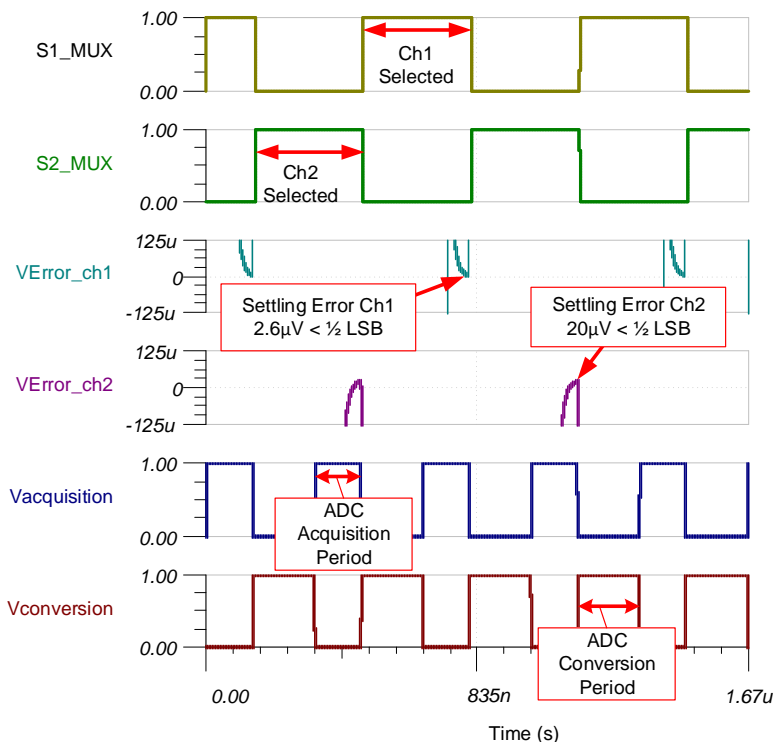 1.00
S1_MUX
Ch1
Selected
0.00
1.00
S2_MUX
Ch2
Selected
0.00
125u
VError_ch1
0
-125u
Settling Error Ch1
2.6µV < ½ LSB
Settling Error Ch2
20µV < ½ LSB
125u
VError_ch2
0
-125u
1.00
Vacquisition
ADC
Acquisition
Period
0.00
1.00
Vconversion
0.00
ADC
Conversion
Period
0.00
835n
1.67u
Time (s)